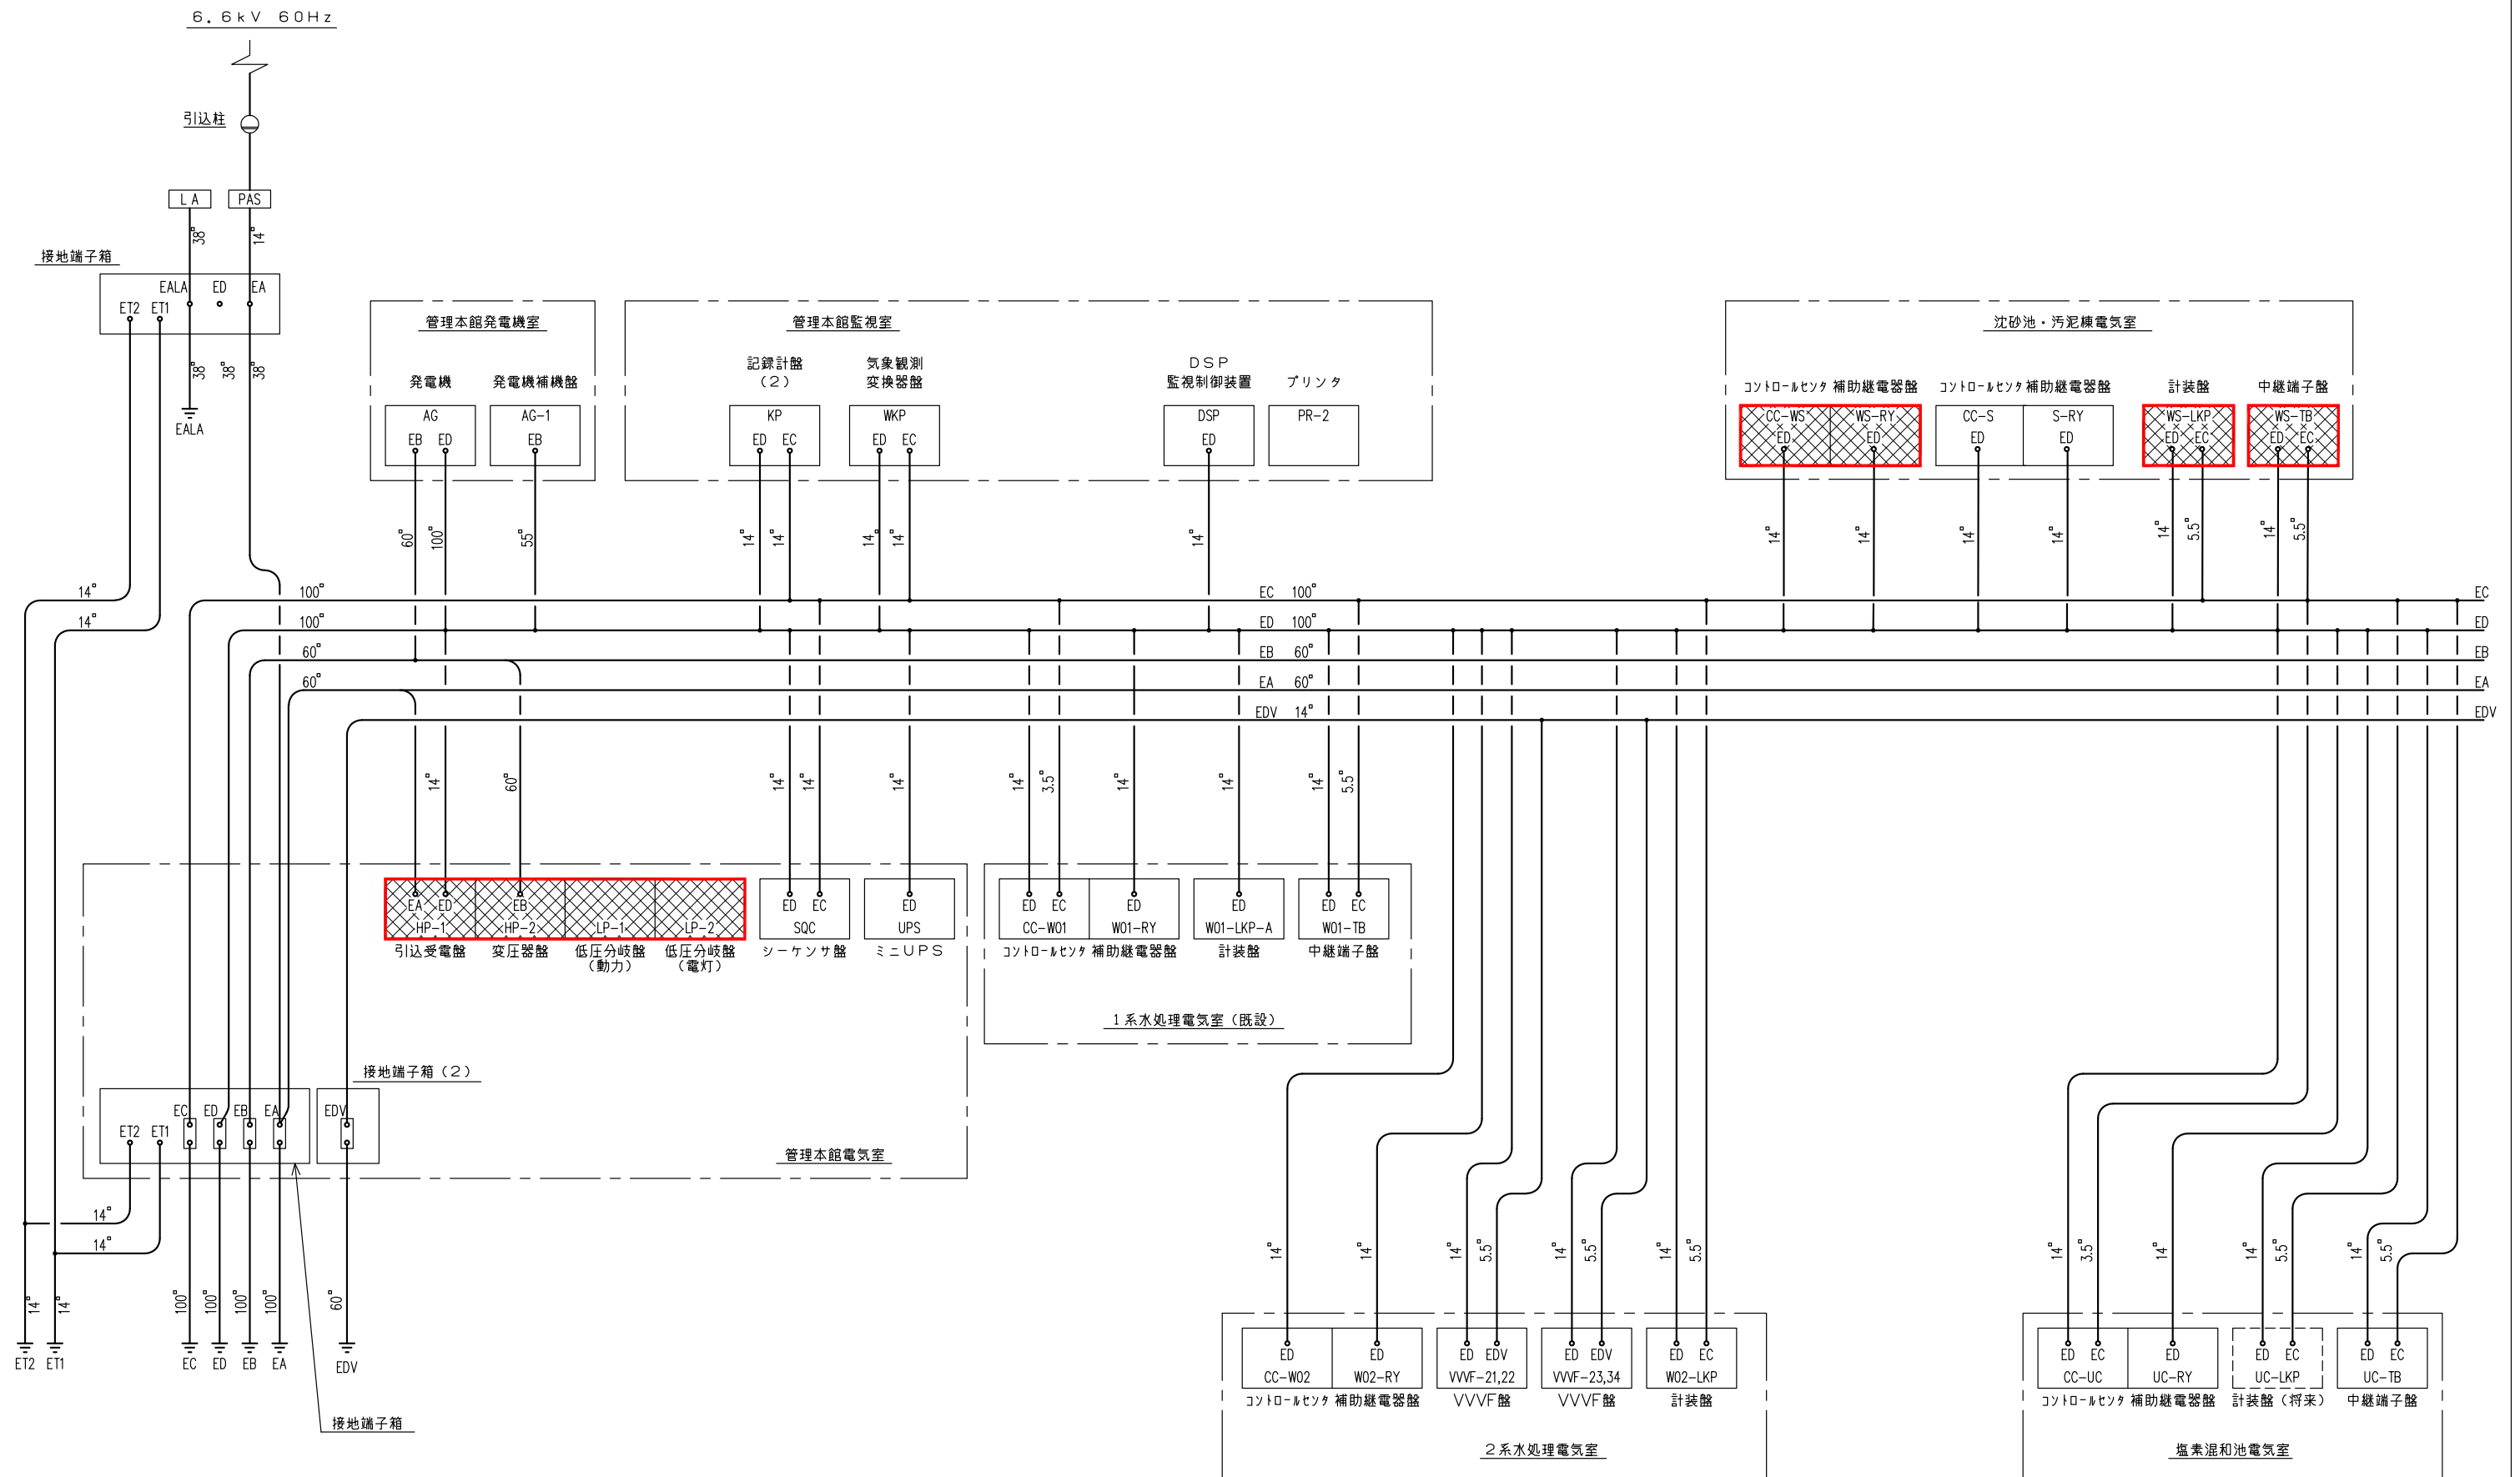 ６．６ｋＶ　６０Ｈｚ
引込柱
ＬＡ
PAS
38□
14□
接地端子箱
EALA ED EA
ET2 ET1
38□ 38□ 38□
EALA
管理本館発電機室
発電機 発電機補機盤
AG AG-1
EB ED EB
60□ 100□ 55□
管理本館監視室
記録計盤
（２）
気象観測
変換器盤
ＤＳＰ
監視制御装置
プリンタ
KP WKP DSP PR-2
ED EC ED EC ED
14□ 14□ 14□ 14□ 14□
沈砂池・汚泥棟電気室
コントロールセンタ 補助継電器盤 コントロールセンタ 補助継電器盤 計装盤 中継端子盤
CC-WS WS-RY CC-S S-RY WS-LKP WS-TB
ED ED ED ED ED EC ED EC
14□ 14□ 14□ 14□ 14□ 5.5□ 14□ 5.5□
14□ 100□ EC 100□ EC
14□ 100□ ED 100□ ED
60□ EB 60□ EB
60□ EA 60□ EA
EDV 14□ EDV
14□ 60□ 14□ 14□ 14□ 14□ 3.5□ 14□ 14□ 14□ 5.5□
EA ED EB ED EC ED
HP-1 HP-2 LP-1 LP-2 SQC UPS
引込受電盤 変圧器盤 低圧分岐盤 低圧分岐盤 シーケンサ盤 ミニＵＰＳ
（動力） （電灯）
ED EC ED ED ED EC
CC-W01 W01-RY W01-LKP-A W01-TB
コントロールセンタ 補助継電器盤 計装盤 中継端子盤
１系水処理電気室（既設）
接地端子箱（２）
EC ED EB EA EDV
ET2 ET1
管理本館電気室
14□
14□
14□ 14□ 100□ 100□ 100□ 100□ 60□
ET2 ET1 EC ED EB EA EDV
接地端子箱
14□ 14□ 14□ 5.5□ 14□ 5.5□ 14□ 5.5□
ED ED ED EDV ED EDV ED EC
CC-W02 W02-RY VVVF-21,22 VVVF-23,34 W02-LKP
コントロールセンタ 補助継電器盤 ＶＶＶＦ盤 ＶＶＶＦ盤 計装盤
２系水処理電気室
14□ 3.5□ 14□ 14□ 5.5□ 14□ 5.5□
ED EC ED ED EC ED EC
CC-UC UC-RY UC-LKP UC-TB
コントロールセンタ 補助継電器盤 計装盤（将来） 中継端子盤
塩素混和池電気室